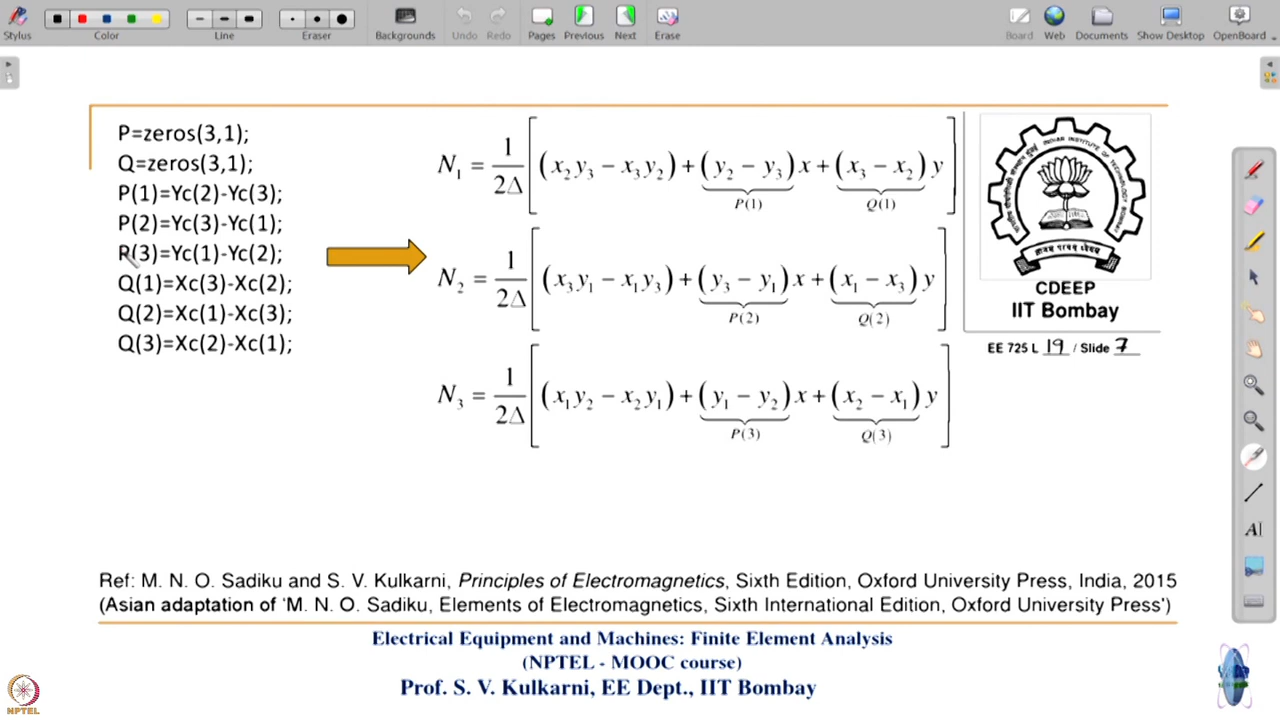 Stylus
Color
Line
Eraser
Backgrounds
Undo
Redo
Pages
Previous
Next
Erase
Board
Web
Documents
Show Desktop
OpenBoard
P=zeros(3,1);
Q=zeros(3,1);
P(1)=Yc(2)-Yc(3);
P(2)=Yc(3)-Yc(1);
P(3)=Yc(1)-Yc(2);
Q(1)=Xc(3)-Xc(2);
Q(2)=Xc(1)-Xc(3);
Q(3)=Xc(2)-Xc(1);
N₁ = 1/2Δ [(x₂y₃ − x₃y₂) + (y₂ − y₃)x + (x₃ − x₂)y]
P(1) Q(1)
N₂ = 1/2Δ [(x₃y₁ − x₁y₃) + (y₃ − y₁)x + (x₁ − x₃)y]
P(2) Q(2)
N₃ = 1/2Δ [(x₁y₂ − x₂y₁) + (y₁ − y₂)x + (x₂ − x₁)y]
P(3) Q(3)
INDIAN INSTITUTE OF TECHNOLOGY BOMBAY
CDEEP
IIT Bombay
EE 725 L 19 / Slide 7
Ref: M. N. O. Sadiku and S. V. Kulkarni, Principles of Electromagnetics, Sixth Edition, Oxford University Press, India, 2015
(Asian adaptation of 'M. N. O. Sadiku, Elements of Electromagnetics, Sixth International Edition, Oxford University Press')
Electrical Equipment and Machines: Finite Element Analysis
(NPTEL - MOOC course)
Prof. S. V. Kulkarni, EE Dept., IIT Bombay
NPTEL
AI